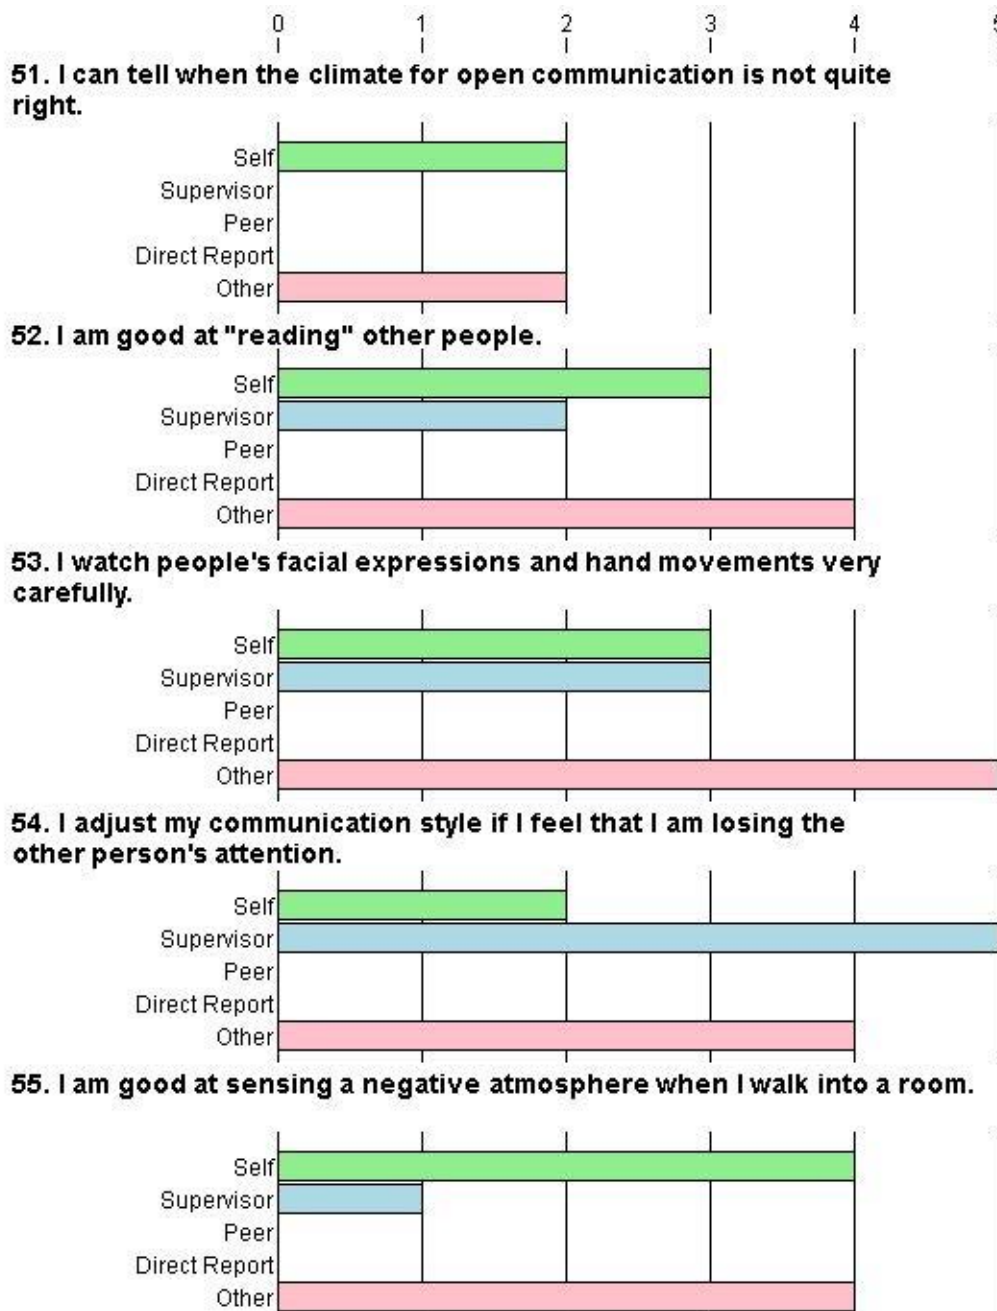 0 1 2 3 4 5
51. I can tell when the climate for open communication is not quite
right.
Self
Supervisor
Peer
Direct Report
Other
52. I am good at "reading" other people.
Self
Supervisor
Peer
Direct Report
Other
53. I watch people's facial expressions and hand movements very
carefully.
Self
Supervisor
Peer
Direct Report
Other
54. I adjust my communication style if I feel that I am losing the
other person's attention.
Self
Supervisor
Peer
Direct Report
Other
55. I am good at sensing a negative atmosphere when I walk into a room.
Self
Supervisor
Peer
Direct Report
Other